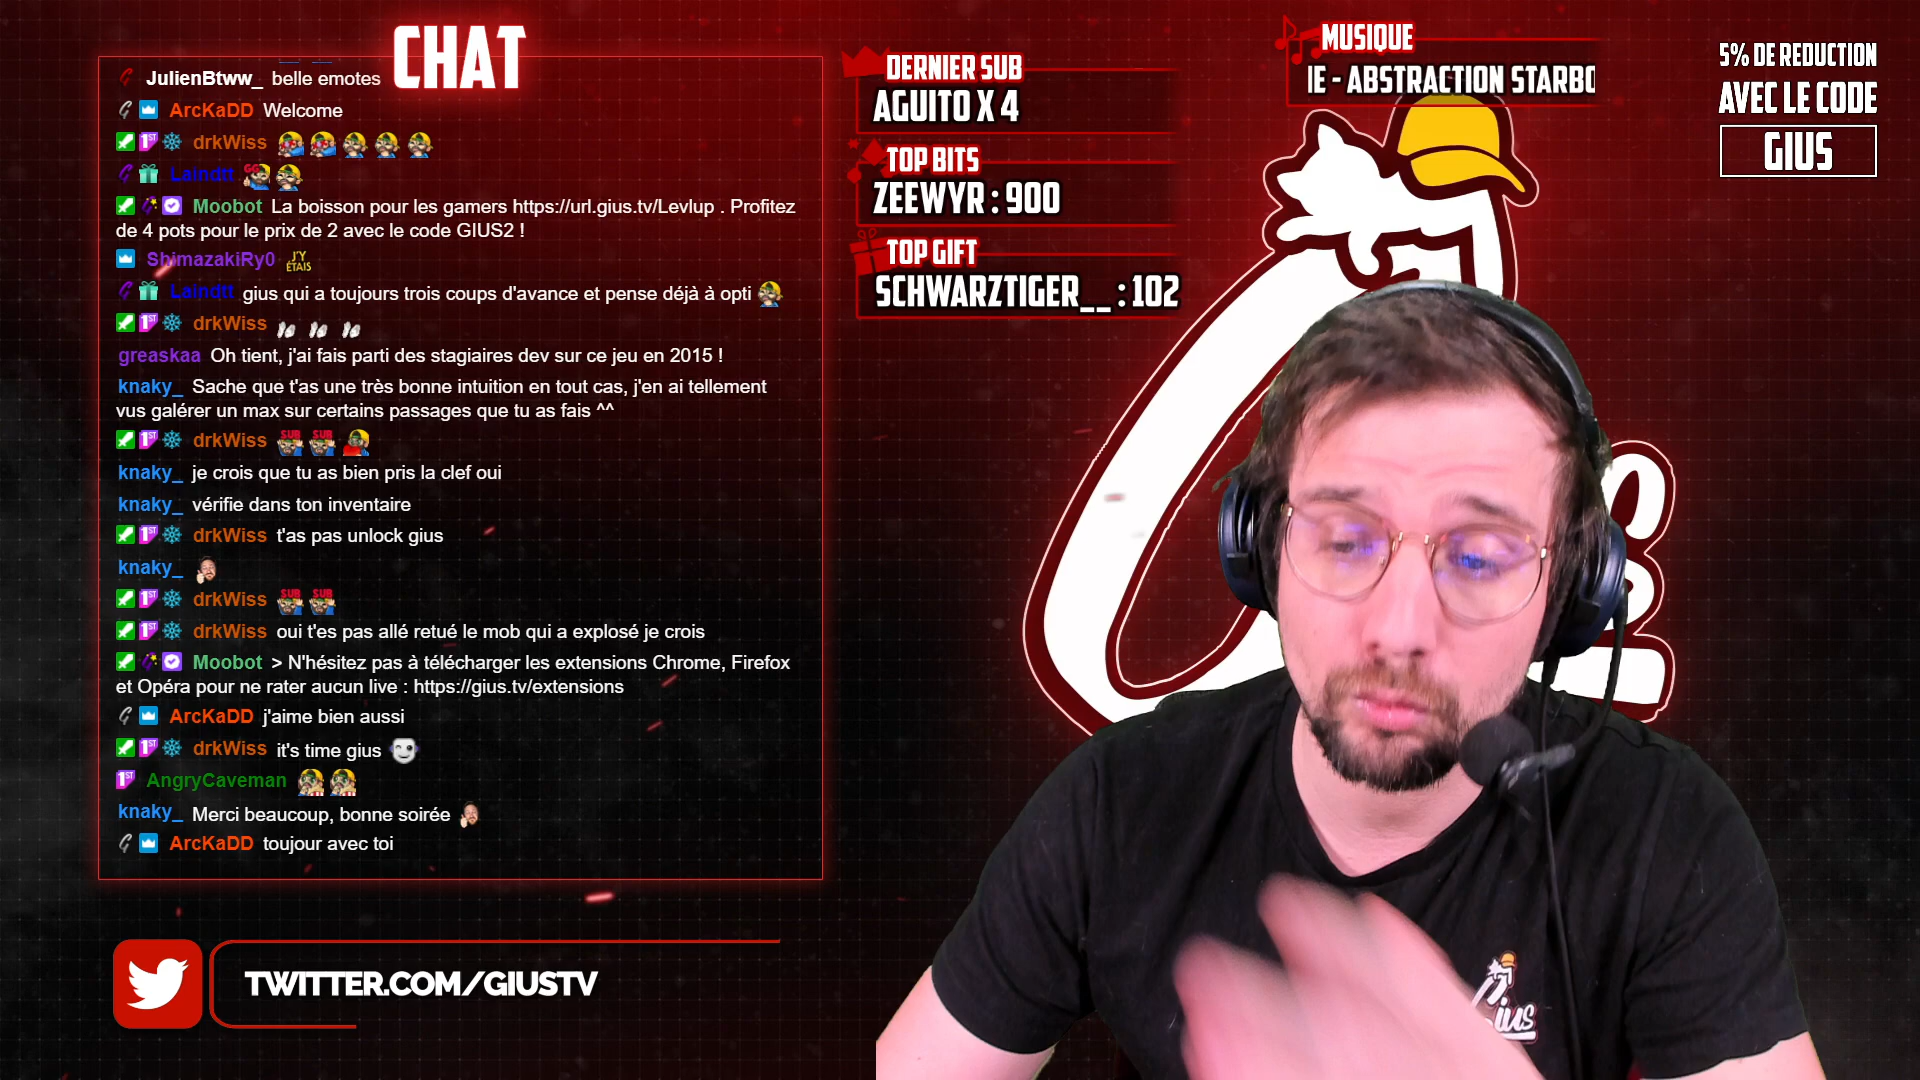 CHAT
JulienBtww_ belle emotes
ArcKaDD Welcome
drkWiss
Laindtt
Moobot La boisson pour les gamers https://url.gius.tv/Levlup . Profitez
de 4 pots pour le prix de 2 avec le code GIUS2 !
ShimazakiRy0 J'Y ÉTAIS
Laindtt gius qui a toujours trois coups d'avance et pense déjà à opti
drkWiss
greaskaa Oh tient, j'ai fais parti des stagiaires dev sur ce jeu en 2015 !
knaky_ Sache que t'as une très bonne intuition en tout cas, j'en ai tellement
vus galérer un max sur certains passages que tu as fais ^^
drkWiss SUB SUB
knaky_ je crois que tu as bien pris la clef oui
knaky_ vérifie dans ton inventaire
drkWiss t'as pas unlock gius
knaky_
drkWiss SUB SUB
drkWiss oui t'es pas allé retué le mob qui a explosé je crois
Moobot > N'hésitez pas à télécharger les extensions Chrome, Firefox
et Opéra pour ne rater aucun live : https://gius.tv/extensions
ArcKaDD j'aime bien aussi
drkWiss it's time gius
AngryCaveman
knaky_ Merci beaucoup, bonne soirée
ArcKaDD toujour avec toi
TWITTER.COM/GIUSTV
DERNIER SUB
AGUITO X 4
TOP BITS
ZEEWYR : 900
TOP GIFT
SCHWARZTIGER__ : 102
MUSIQUE
IE - ABSTRACTION STARBO
5% DE REDUCTION
AVEC LE CODE
GIUS
Gius